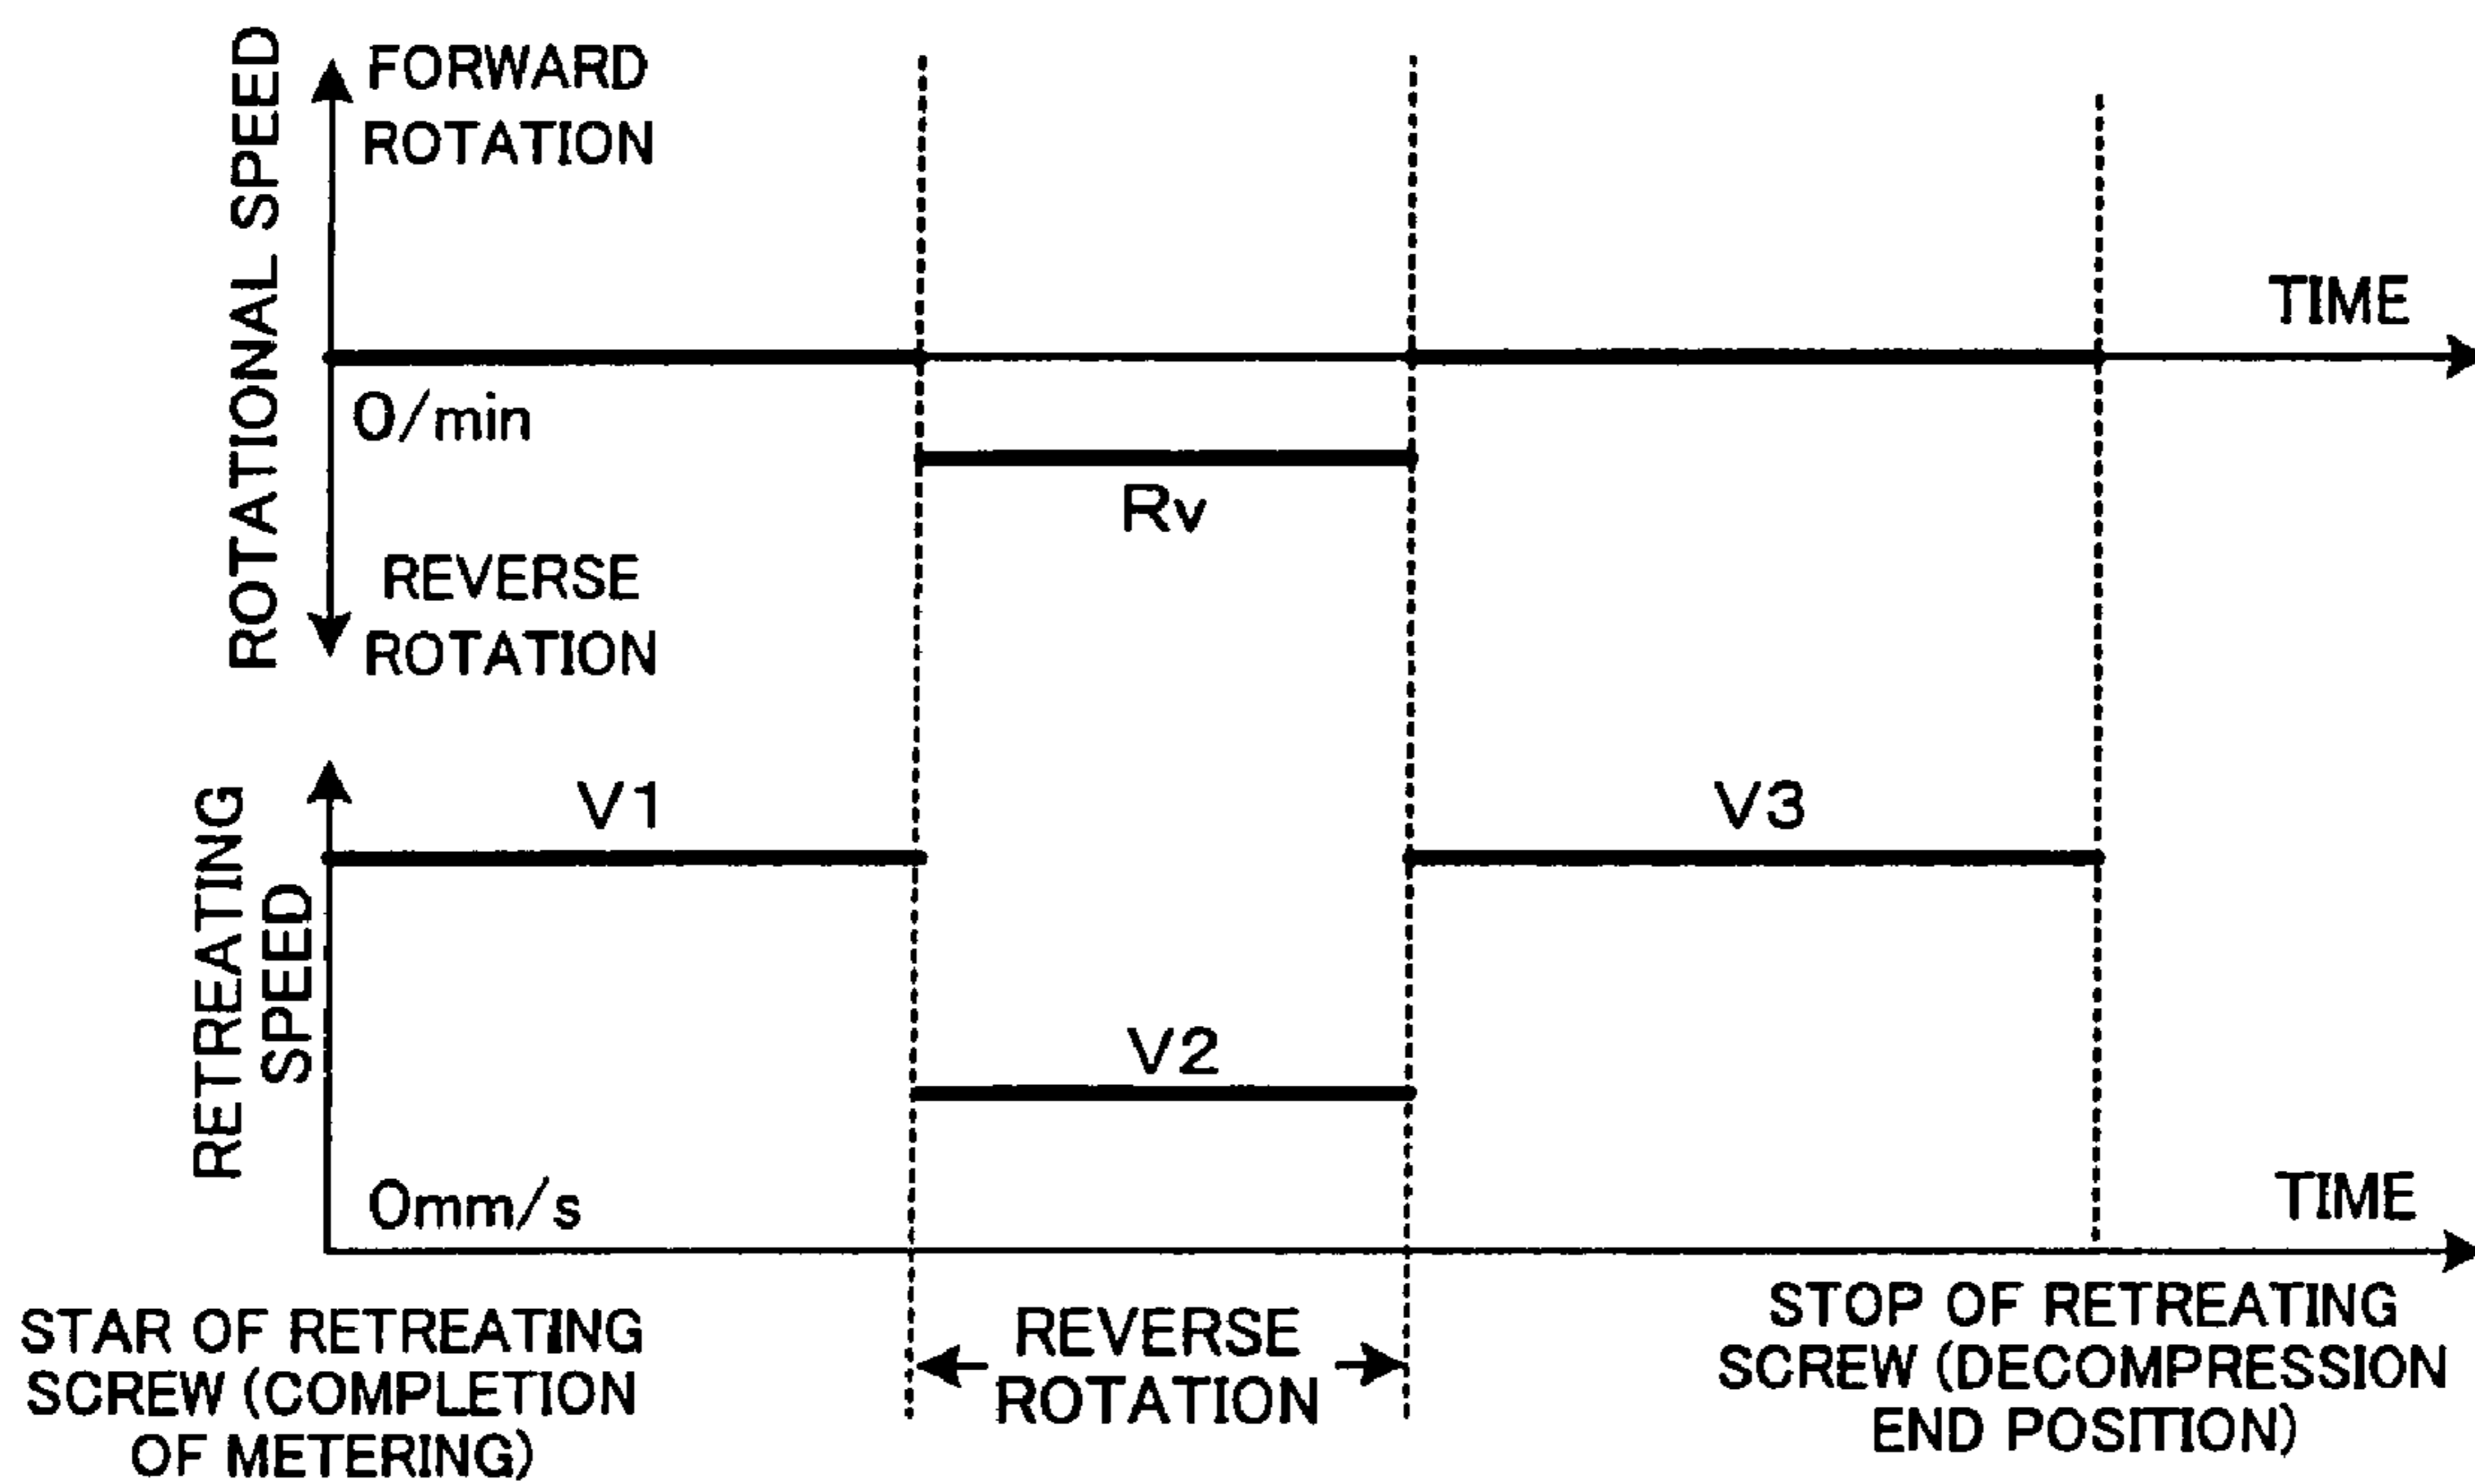 ROTATIONAL SPEED
FORWARD
ROTATION
TIME
0/min
Rv
REVERSE
ROTATION
RETREATING
SPEED
V1
V3
V2
0mm/s
TIME
STAR OF RETREATING
SCREW (COMPLETION
OF METERING)
REVERSE
ROTATION
STOP OF RETREATING
SCREW (DECOMPRESSION
END POSITION)